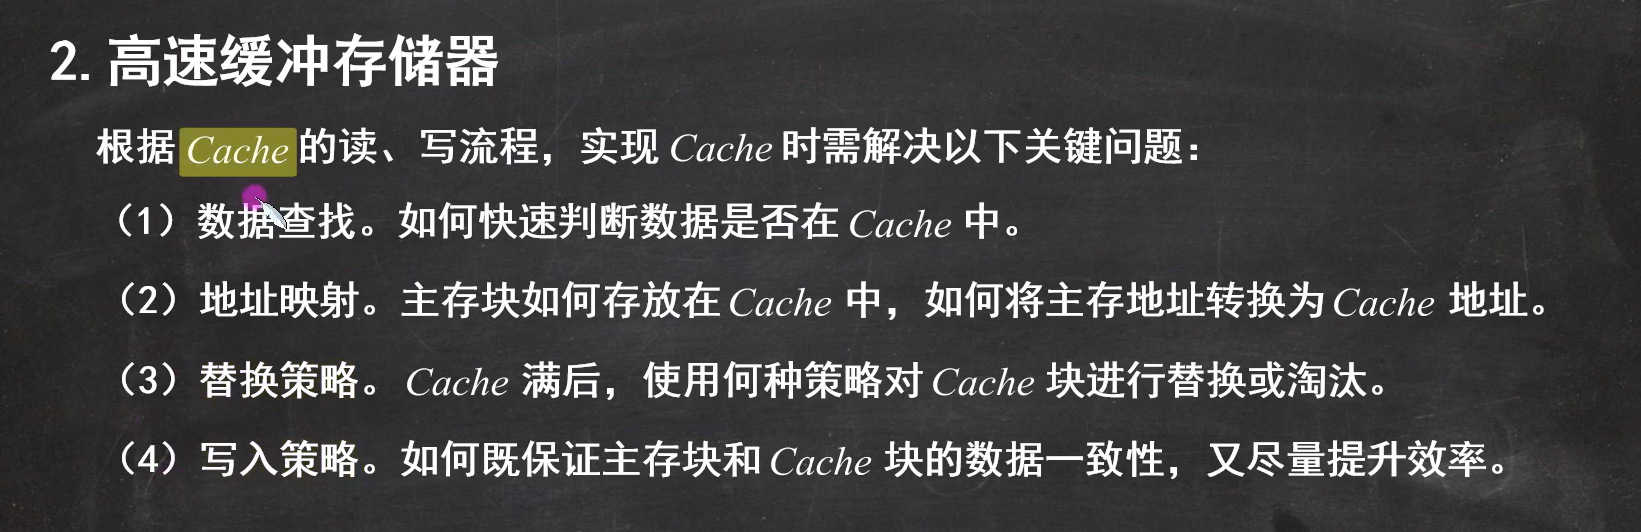 2.高速缓冲存储器
根据 Cache 的读、写流程，实现 Cache 时需解决以下关键问题：
（1）数据查找。如何快速判断数据是否在 Cache 中。
（2）地址映射。主存块如何存放在 Cache 中，如何将主存地址转换为 Cache 地址。
（3）替换策略。Cache 满后，使用何种策略对 Cache 块进行替换或淘汰。
（4）写入策略。如何既保证主存块和 Cache 块的数据一致性，又尽量提升效率。